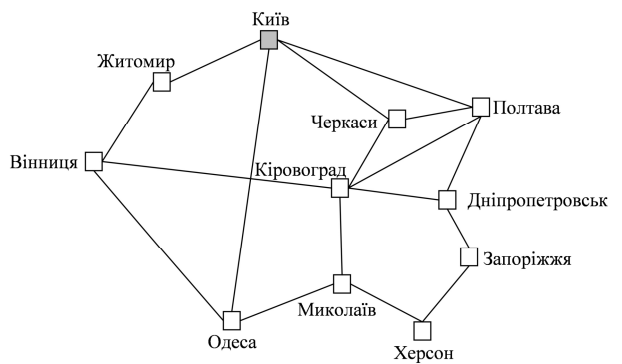 Київ
Житомир
Полтава
Черкаси
Вінниця
Кіровоград
Дніпропетровськ
Запоріжжя
Миколаїв
Одеса
Херсон